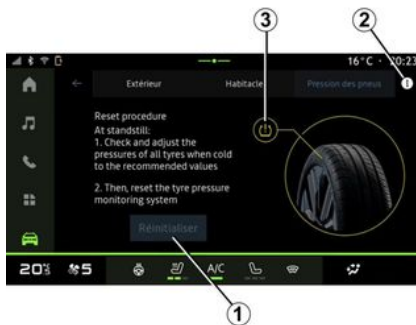 3
2
16°C · 20:23
Extérieur
Habitacle
Pression des pneus
Reset procedure
At standstill:
1. Check and adjust the
pressures of all tyres when cold
to the recommended values
2. Then, reset the tyre pressure
monitoring system
Réinitialiser
A/C
5
1